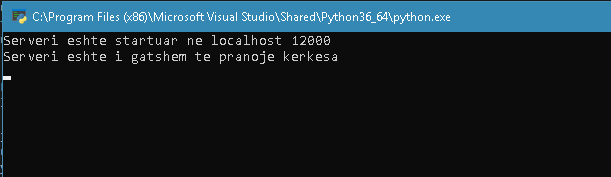 C:\Program Files (x86)\Microsoft Visual Studio\Shared\Python36_64\python.exe
Serveri eshte startuar ne localhost 12000
Serveri eshte i gatshem te pranoje kerkesa